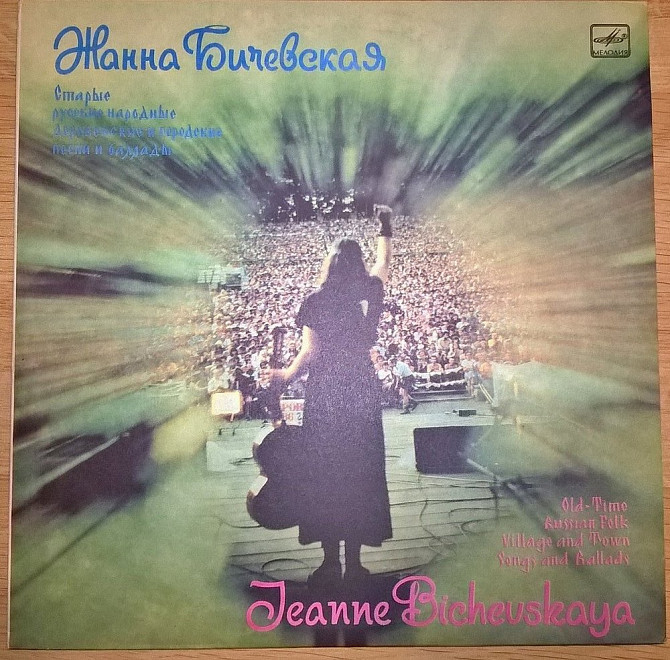 Жанна Бичевская
МЕЛОДИЯ
Старые
русские народные
деревенские и городские
песни и баллады
Old-Time
Russian Folk
Village and Town
Songs and Ballads
Jeanne Bichevskaya